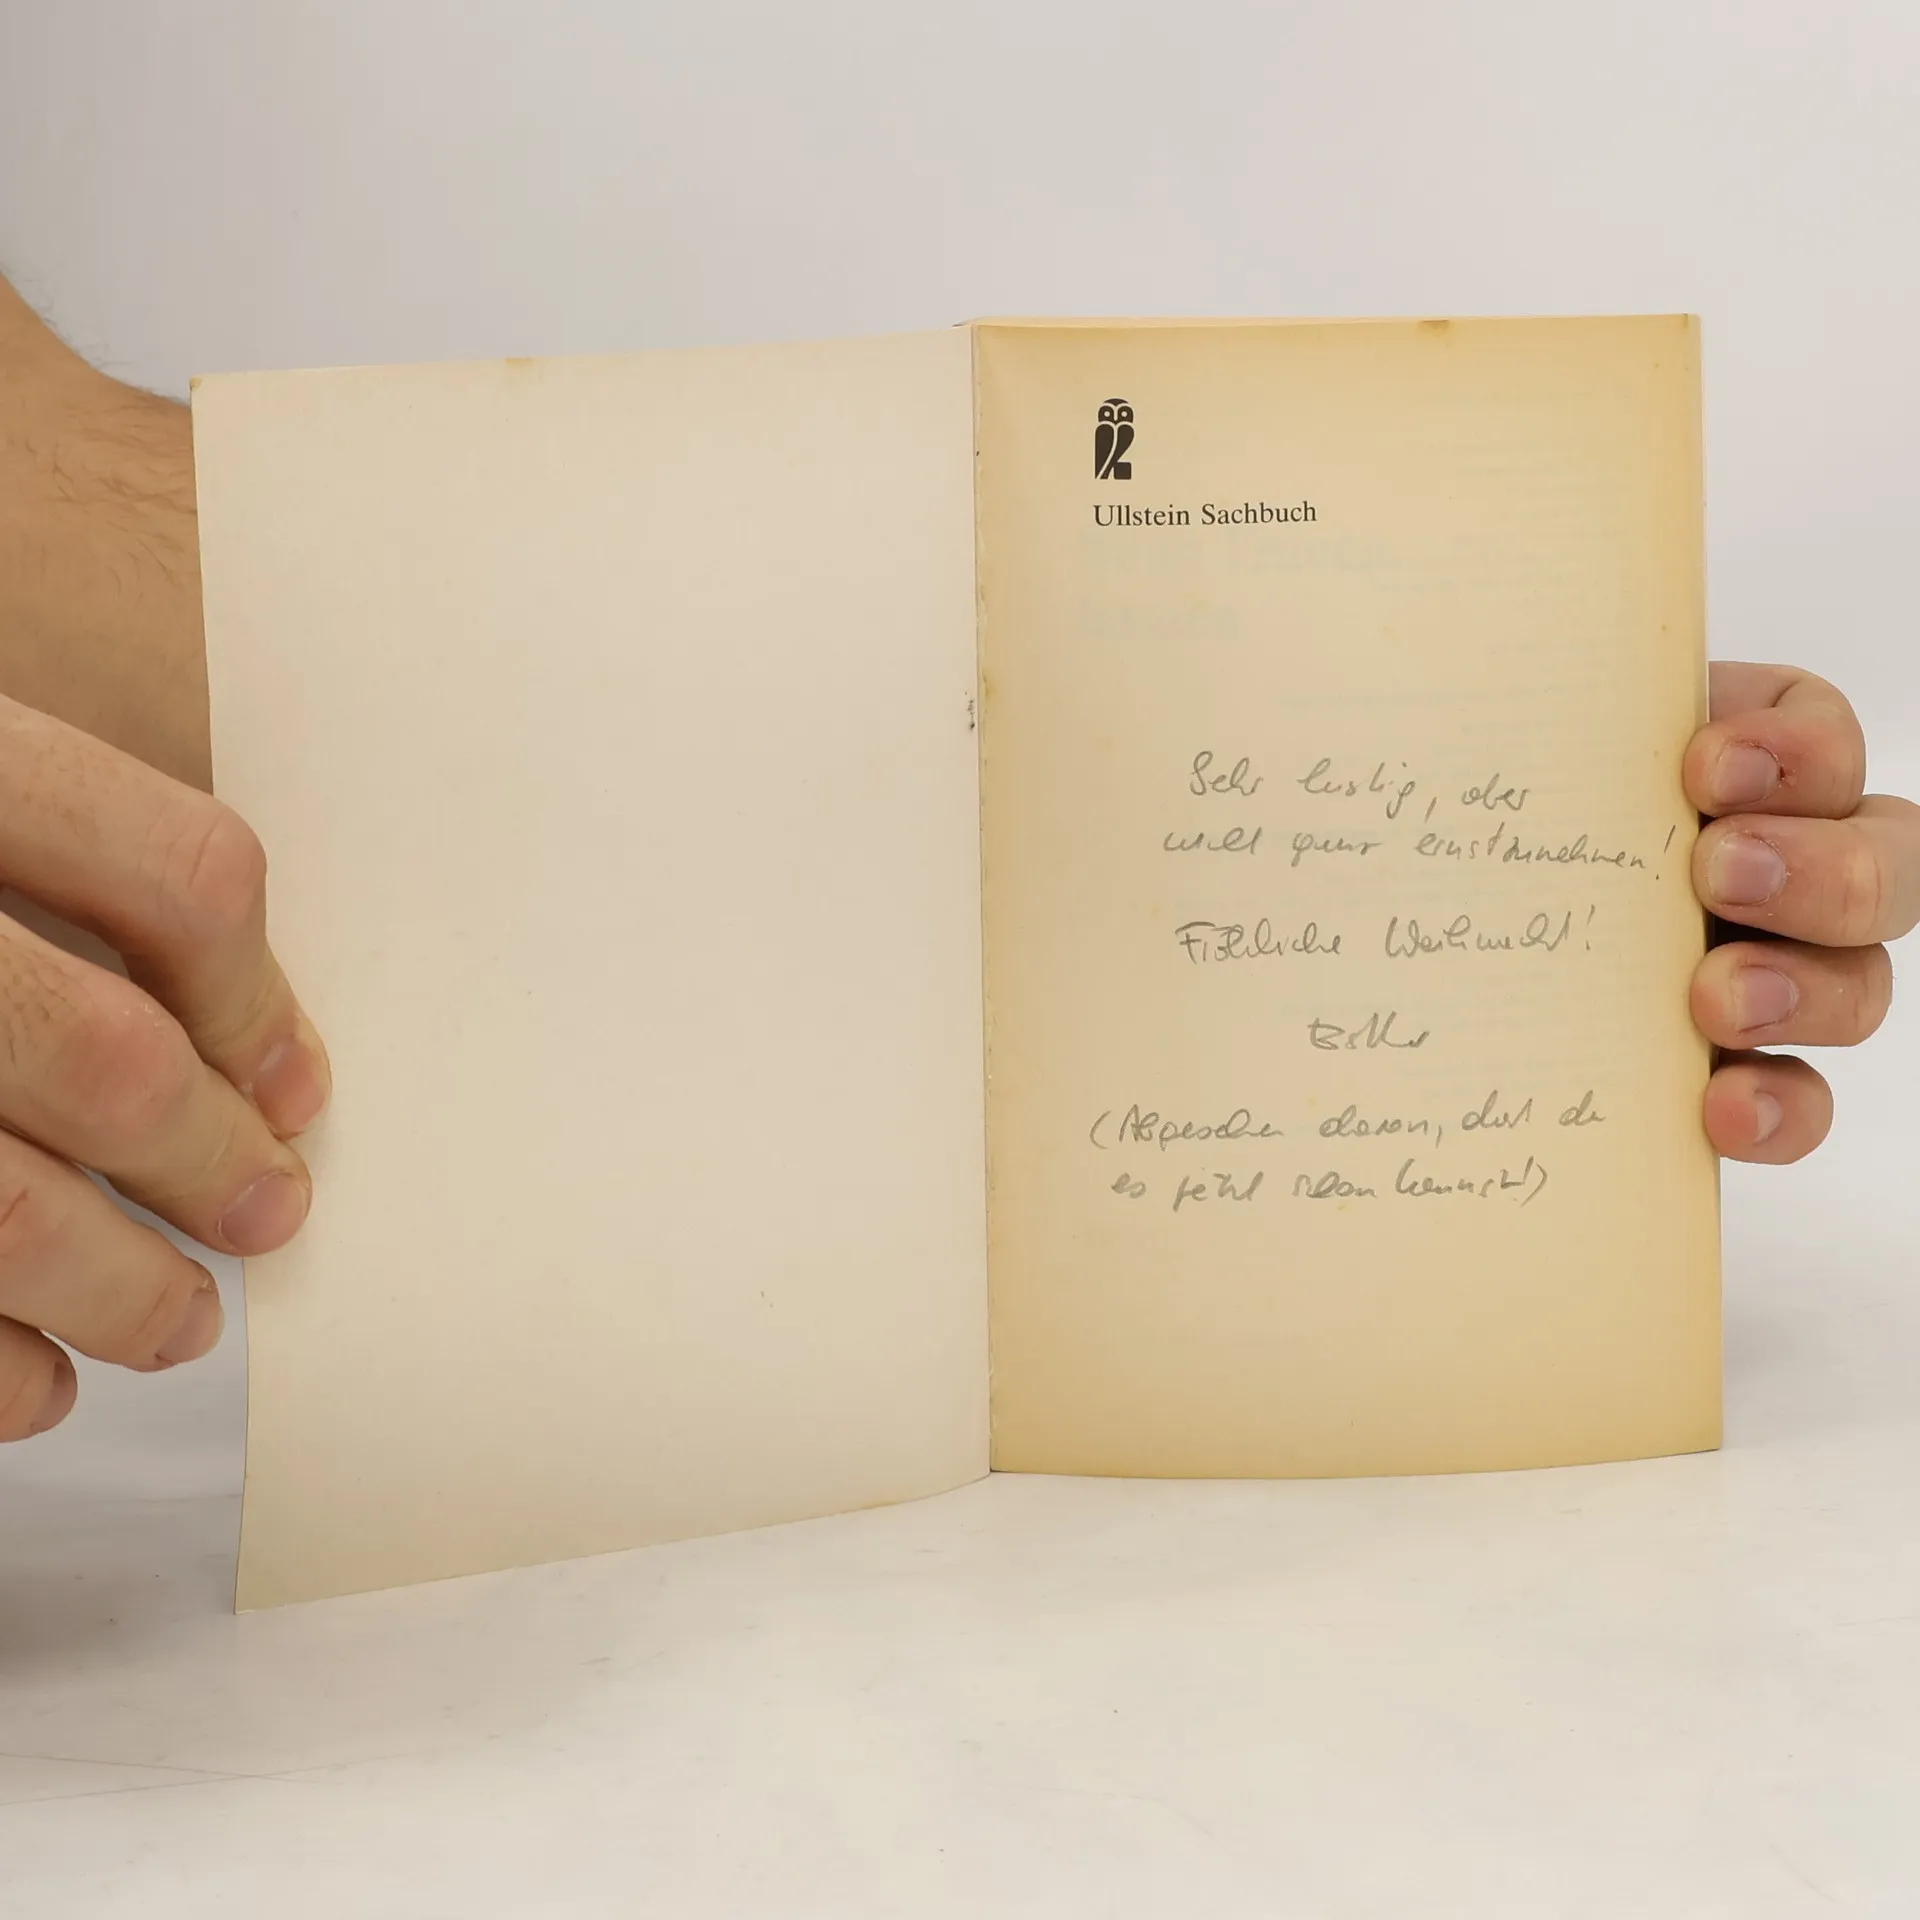 Ullstein Sachbuch
Sehr lustig, aber
nicht ganz ernstzunehmen!
Fröhliche Weihnacht!
(Abgesehen davon, daß du
es jetzt schon kennst!)